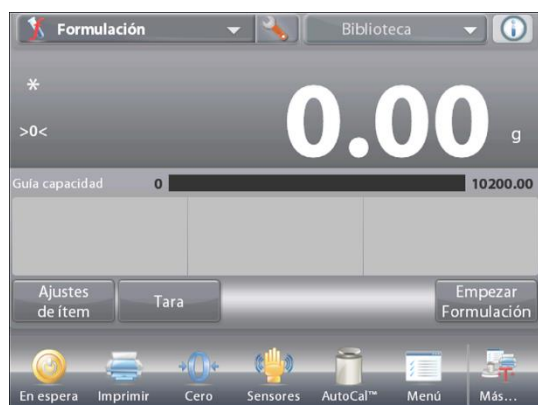 Formulación
Biblioteca
*
>0<
0.00 g
Guía capacidad 0 10200.00
Ajustes
de ítem
Tara
Empezar
Formulación
En espera Imprimir Cero Sensores AutoCal™ Menú Más...